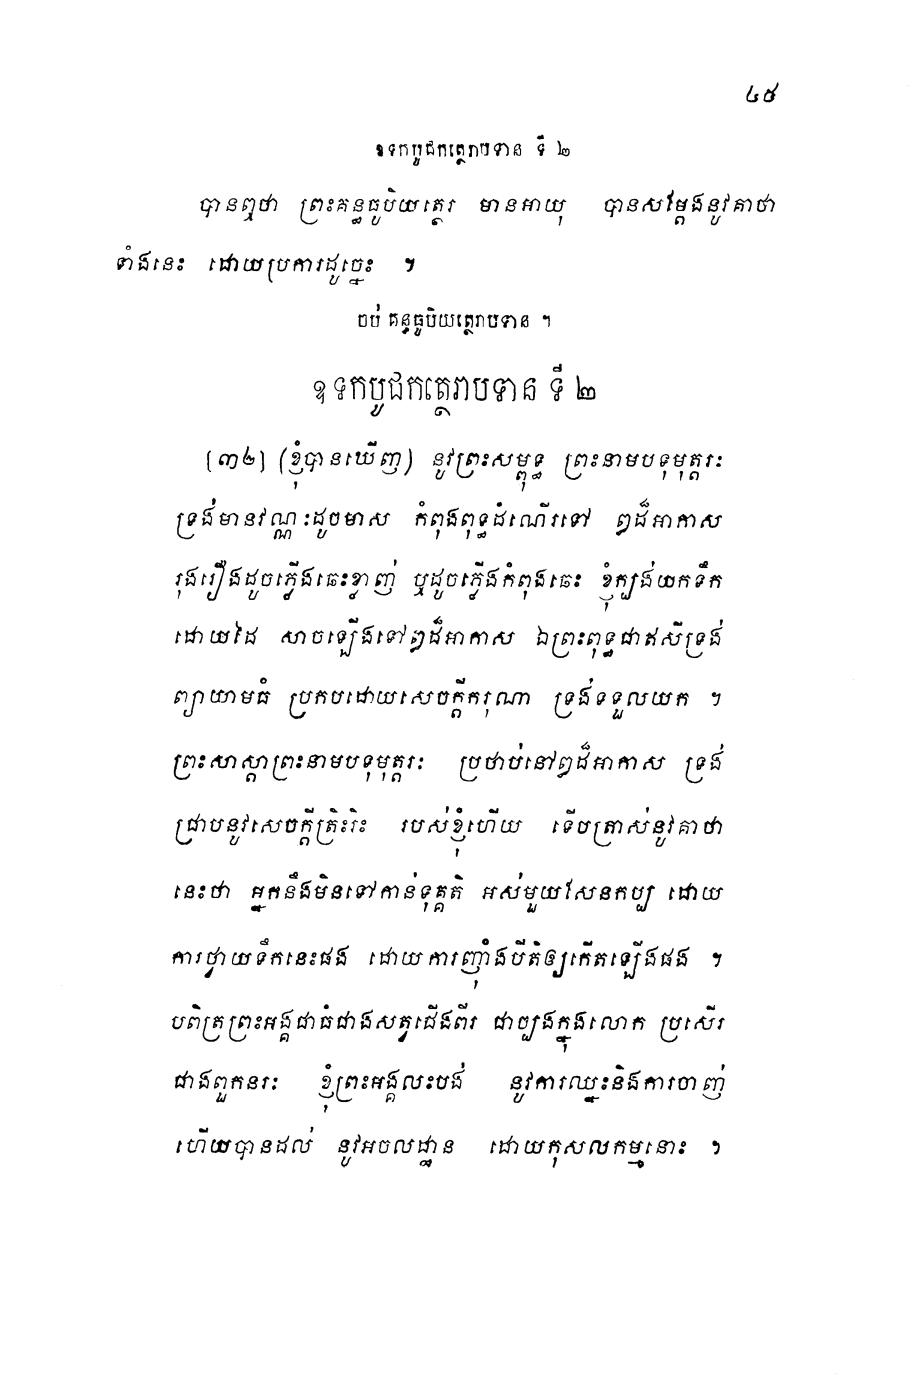 ៤៥
ឧទកបូជកត្ថេរាបទាន ទី ២
បានឮថា ព្រះគន្ធធូបិយត្ថេរ មានអាយុ បានសំដែងនូវគាថា
ទាំងនេះ ដោយប្រការដូច្នេះ ។
ចប់ គន្ធធូបិយត្ថេរាបទាន ។
ឧទកបូជកត្ថេរាបទាន ទី ២
[៣២] (ខ្ញុំបានឃើញ) នូវព្រះសម្ពុទ្ធ ព្រះនាមបទុមុត្តរៈ
ទ្រង់មានវណ្ណៈដូចមាស កំពុងពុទ្ធដំណើរទៅ ឰដ៏អាកាស
រុងរឿងដូចភ្លើងឆេះខ្ទាញ់ ឬដូចភ្លើងកំពុងឆេះ ខ្ញុំក្បង់យកទឹក
ដោយដៃ សាចឡើងទៅឰដ៏អាកាស ឯព្រះពុទ្ធជាឥសីទ្រង់
ព្យាយាមធំ ប្រកបដោយសេចក្តីករុណា ទ្រង់ទទួលយក ។
ព្រះសាស្តាព្រះនាមបទុមុត្តរៈ ប្រថាប់នៅឰដ៏អាកាស ទ្រង់
ជ្រាបនូវសេចក្តីត្រិះរិះ របស់ខ្ញុំហើយ ទើបត្រាស់នូវគាថា
នេះថា អ្នកនឹងមិនទៅកាន់ទុគ្គតិ អស់មួយសែនកប្ប ដោយ
ការថ្វាយទឹកនេះផង ដោយការញ៉ាំងបីតិឲ្យកើតឡើងផង ។
បពិត្រព្រះអង្គជាធំជាងសត្វជើងពីរ ជាច្បងក្នុងលោក ប្រសើរ
ជាងពួកនរៈ ខ្ញុំព្រះអង្គលះបង់ នូវការឈ្នះនិងការចាញ់
ហើយបានដល់ នូវអចលដ្ឋាន ដោយកុសលកម្មនោះ ។